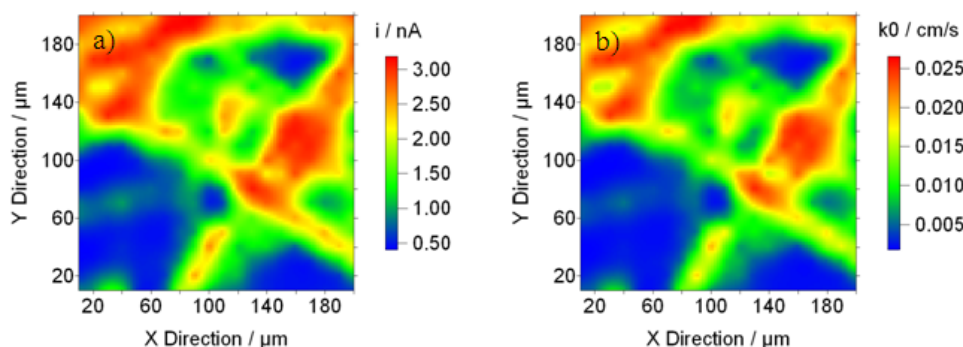 a)
i / nA
3.00
2.50
2.00
1.50
1.00
0.50
180
140
100
60
20
Y Direction / µm
20 60 100 140 180
X Direction / µm
b)
k0 / cm/s
0.025
0.020
0.015
0.010
0.005
180
140
100
60
20
Y Direction / µm
20 60 100 140 180
X Direction / µm